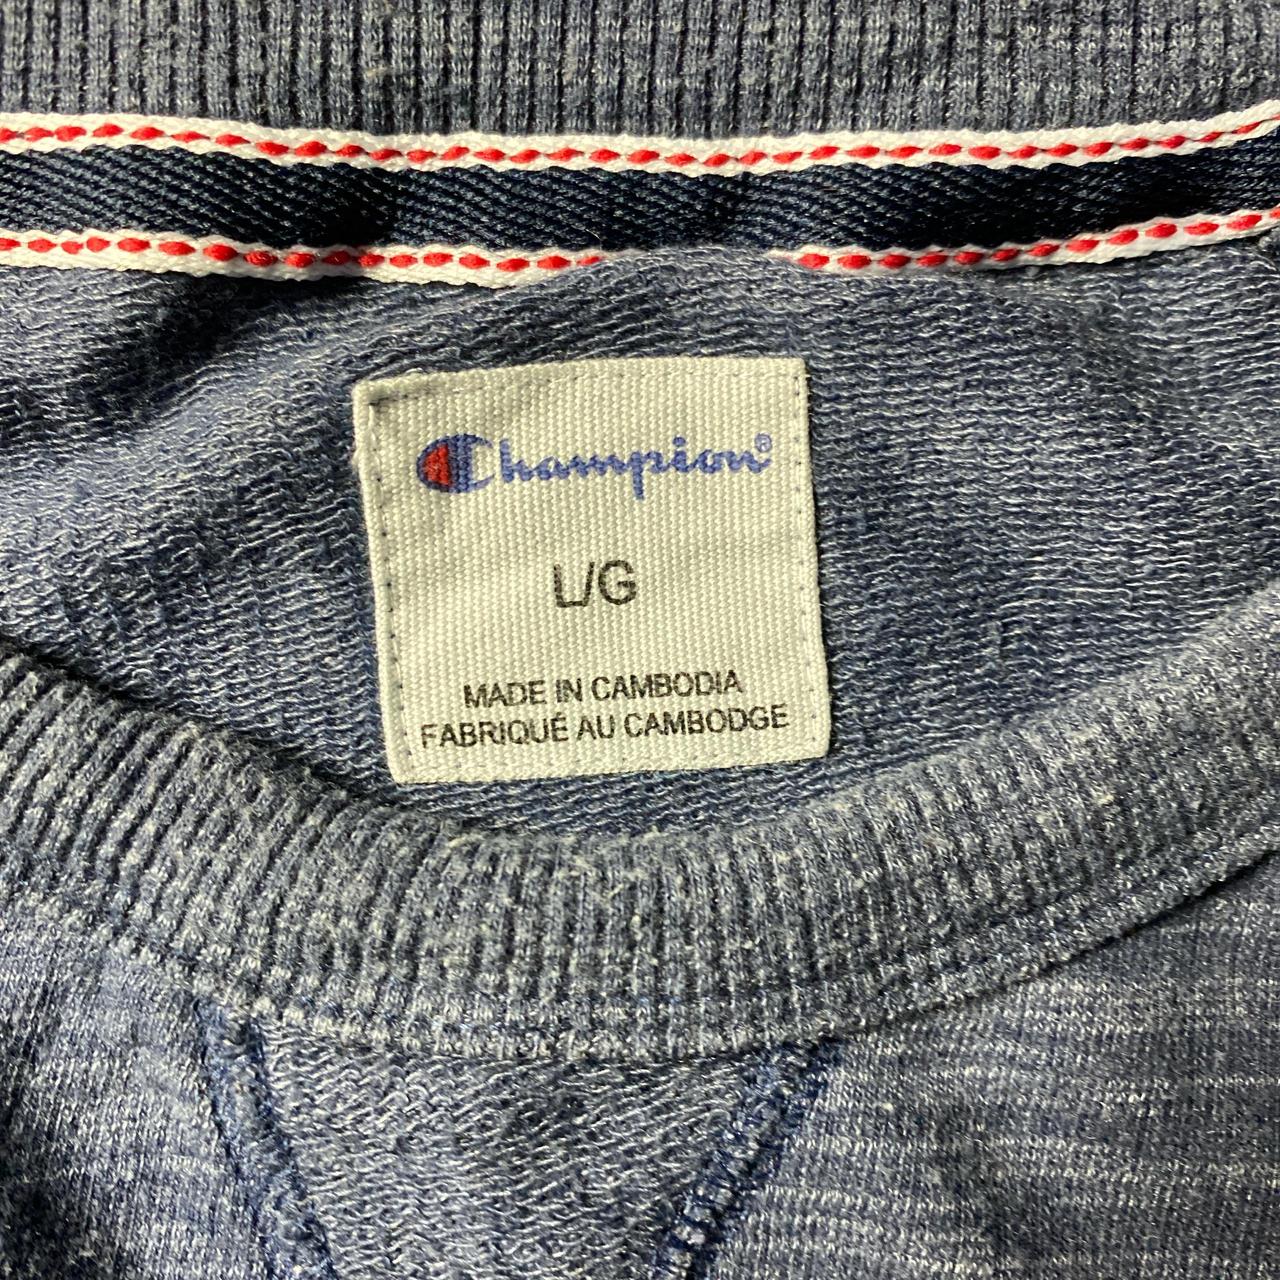 Champion®
L/G
MADE IN CAMBODIA
FABRIQUÉ AU CAMBODGE